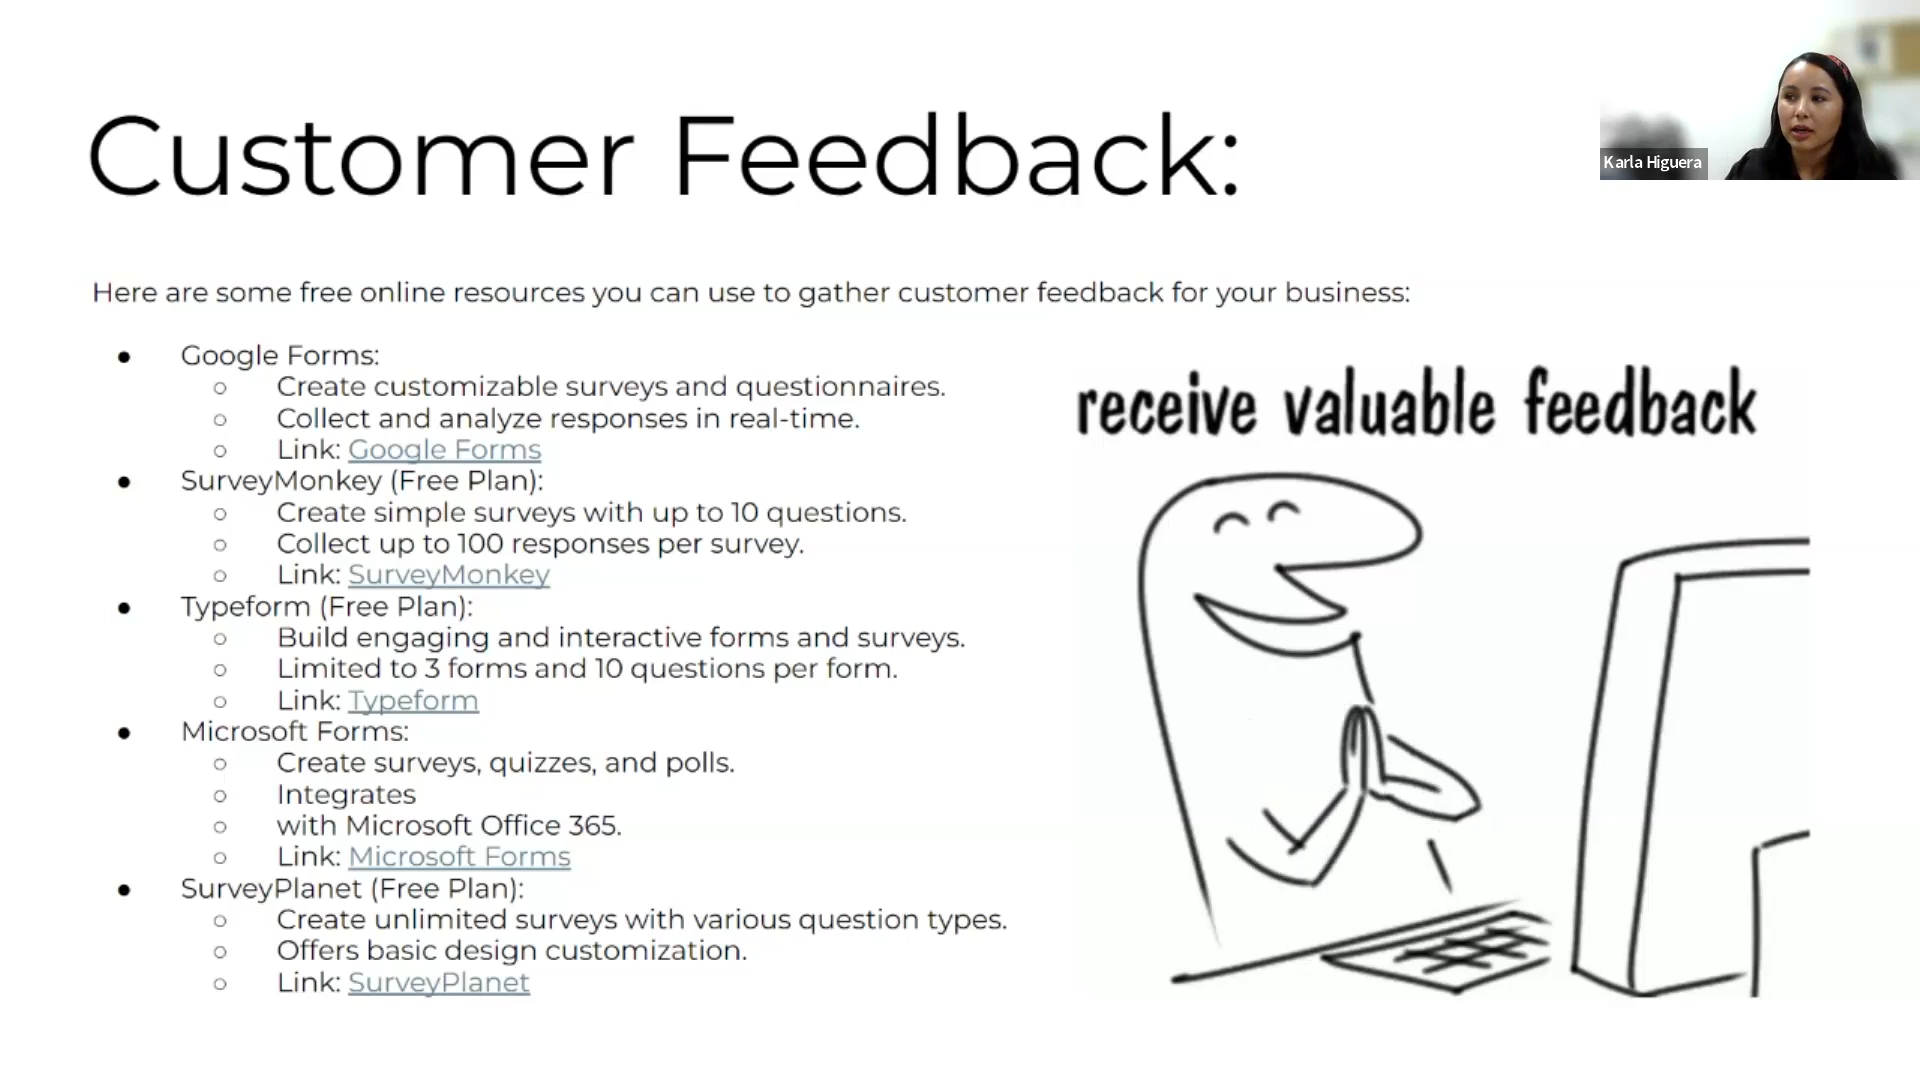 Customer Feedback:
Karla Higuera
Here are some free online resources you can use to gather customer feedback for your business:
● Google Forms:
○ Create customizable surveys and questionnaires.
○ Collect and analyze responses in real-time.
○ Link: Google Forms
● SurveyMonkey (Free Plan):
○ Create simple surveys with up to 10 questions.
○ Collect up to 100 responses per survey.
○ Link: SurveyMonkey
● Typeform (Free Plan):
○ Build engaging and interactive forms and surveys.
○ Limited to 3 forms and 10 questions per form.
○ Link: Typeform
● Microsoft Forms:
○ Create surveys, quizzes, and polls.
○ Integrates
○ with Microsoft Office 365.
○ Link: Microsoft Forms
● SurveyPlanet (Free Plan):
○ Create unlimited surveys with various question types.
○ Offers basic design customization.
○ Link: SurveyPlanet
receive valuable feedback